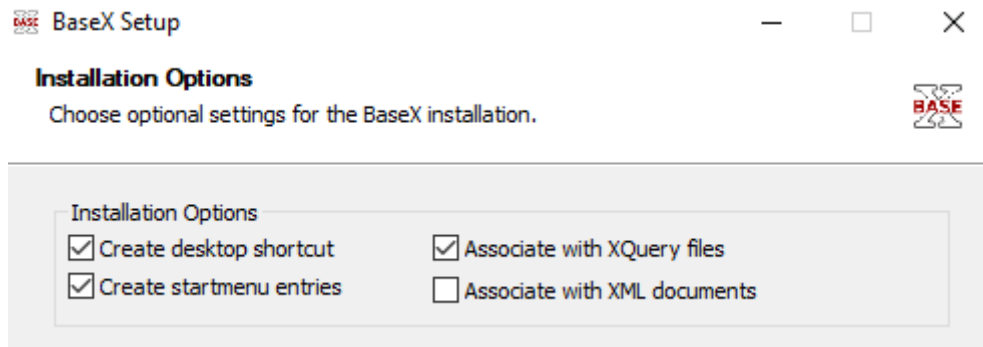 BaseX Setup
Installation Options
Choose optional settings for the BaseX installation.
BASE
Installation Options
Create desktop shortcut
Associate with XQuery files
Create startmenu entries
Associate with XML documents